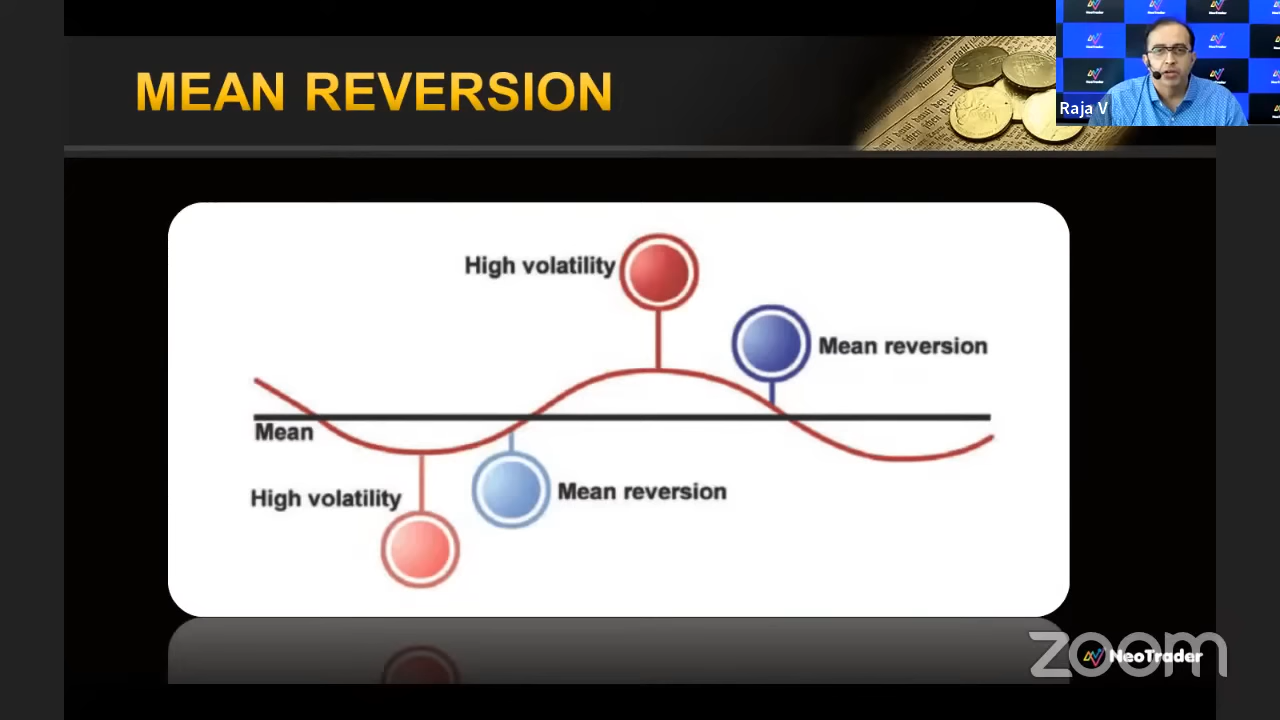 MEAN REVERSION
Raja V
High volatility
Mean reversion
Mean
High volatility
Mean reversion
zoom
NeoTrader